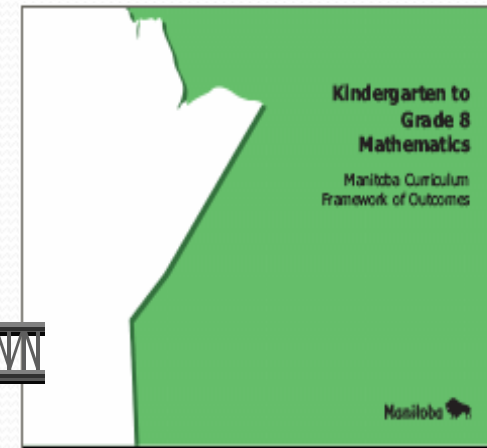 Kindergarten to
Grade 8
Mathematics
Manitoba Curriculum
Framework of Outcomes
Manitoba